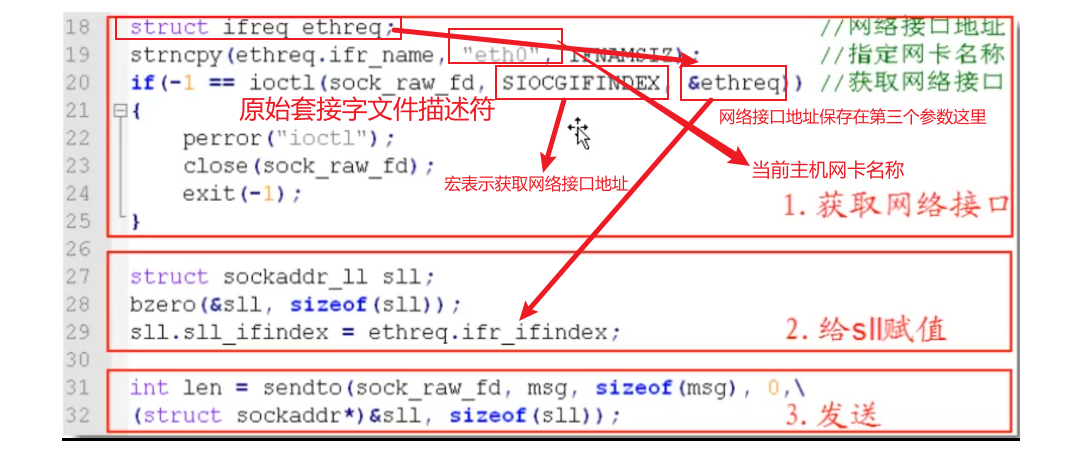 18 struct ifreq ethreq; //网络接口地址
19 strncpy(ethreq.ifr_name, "eth0", IFNAMSIZ); //指定网卡名称
20 if(-1 == ioctl(sock_raw_fd, SIOCGIFINDEX, &ethreq)) //获取网络接口
21 {
原始套接字文件描述符
网络接口地址保存在第三个参数这里
22 perror("ioctl");
23 close(sock_raw_fd);
当前主机网卡名称
宏表示获取网络接口地址
24 exit(-1);
1.获取网络接口
25 }
26
27 struct sockaddr_ll sll;
28 bzero(&sll, sizeof(sll));
29 sll.sll_ifindex = ethreq.ifr_ifindex;
2.给sll赋值
30
31 int len = sendto(sock_raw_fd, msg, sizeof(msg), 0,\
32 (struct sockaddr*)&sll, sizeof(sll));
3.发送